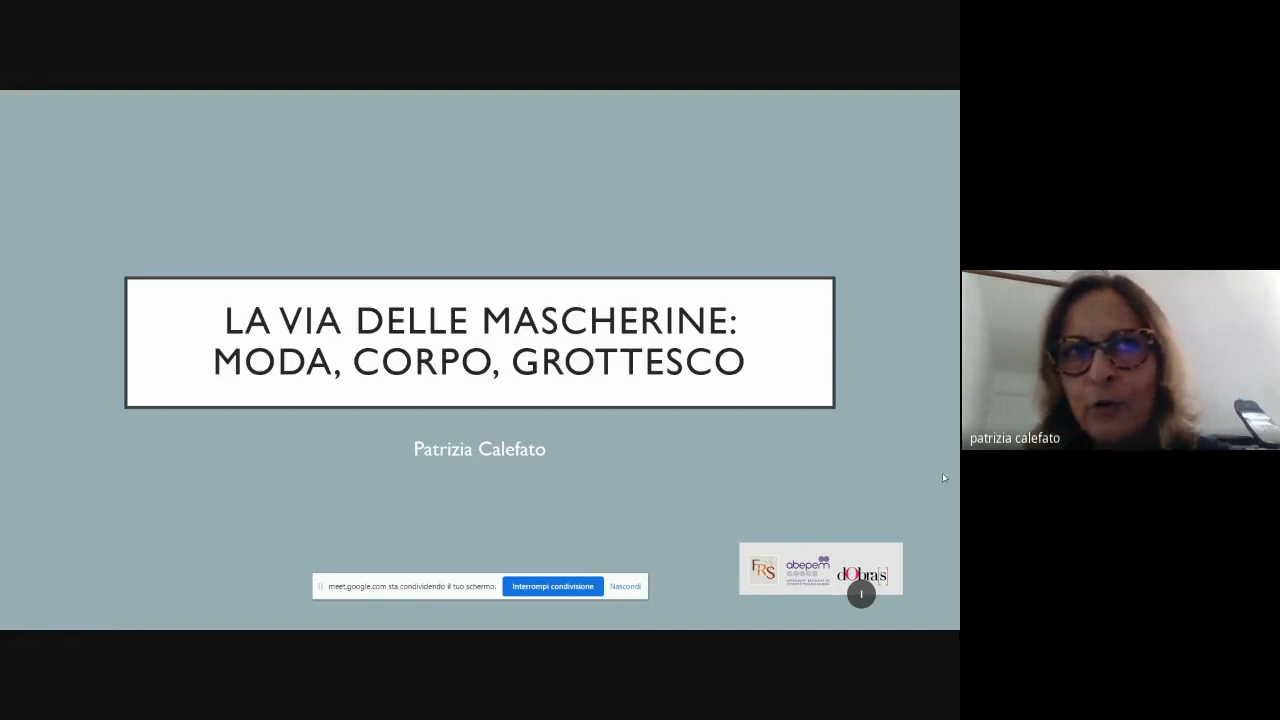 LA VIA DELLE MASCHERINE:
MODA, CORPO, GROTTESCO
Patrizia Calefato
patrizia calefato
FRS
abepem
dObra[s]
meet.google.com sta condividendo il tuo schermo.
Interrompi condivisione
Nascondi
1